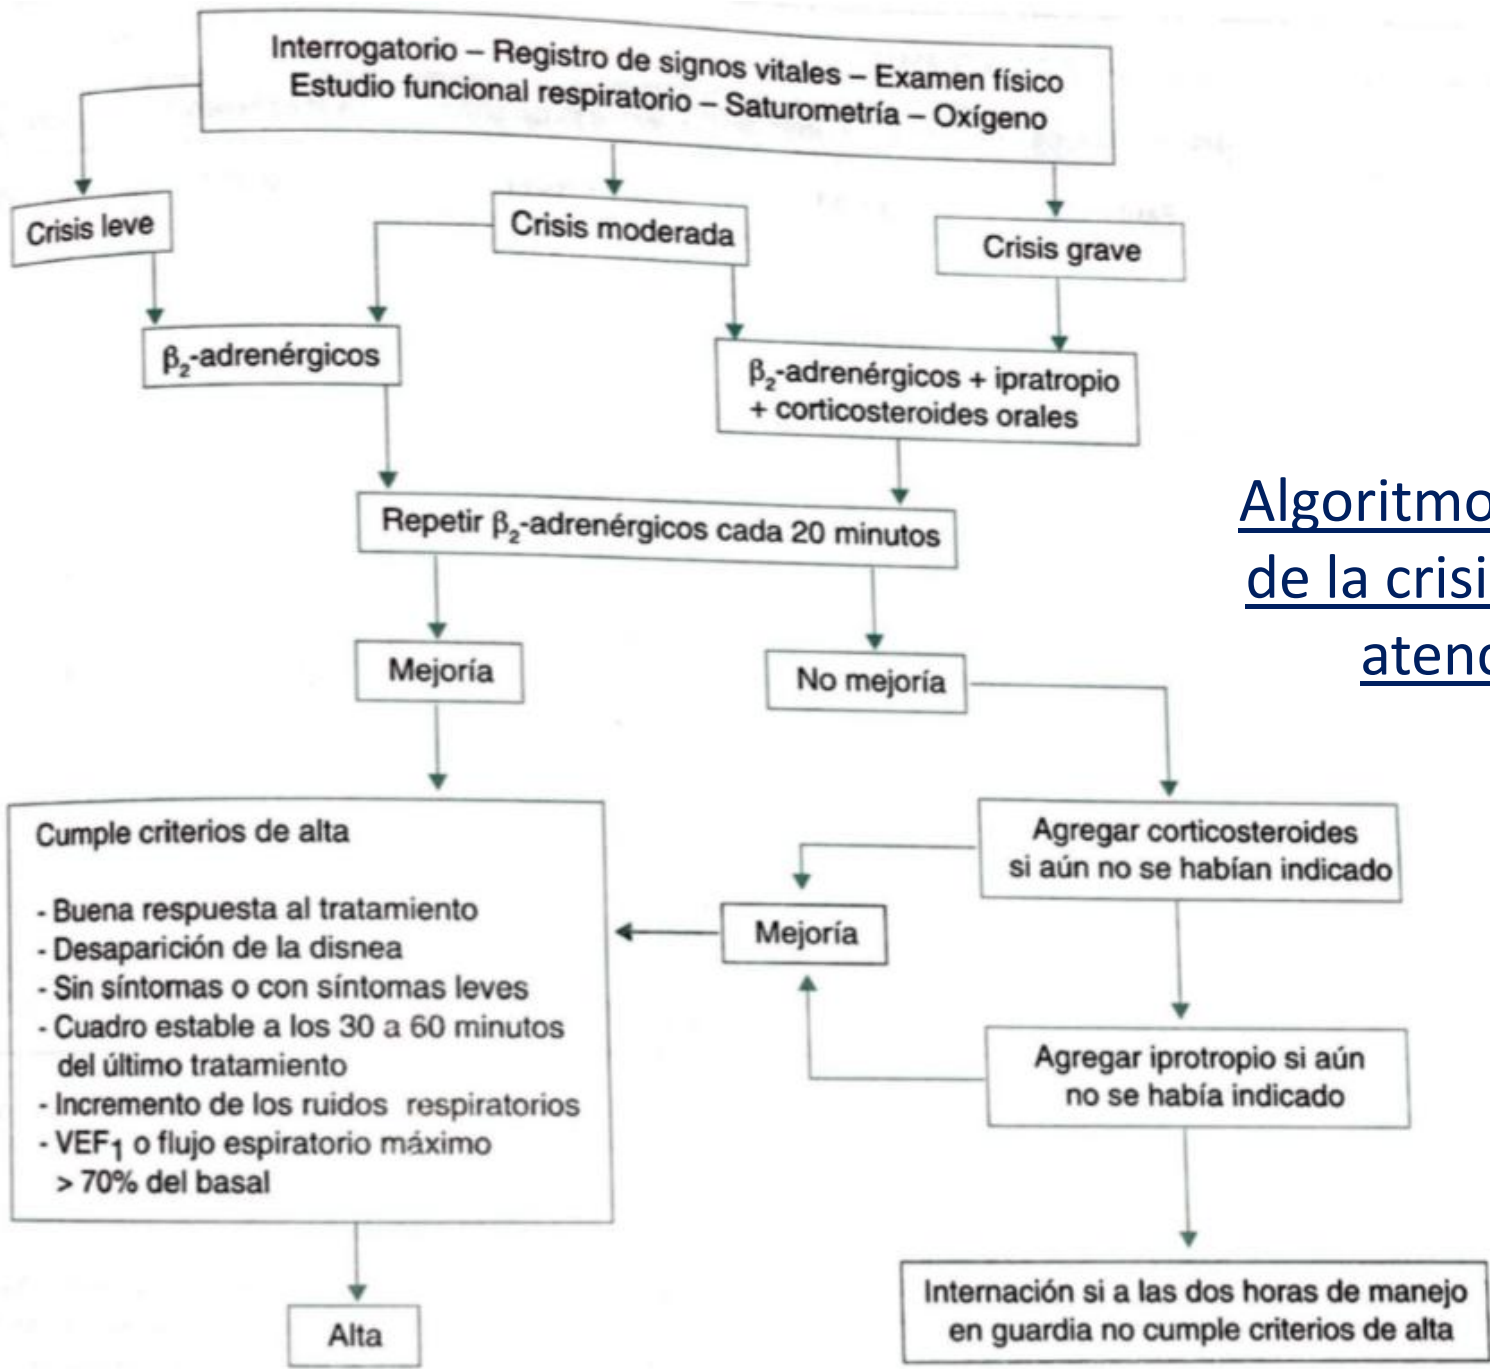 Interrogatorio – Registro de signos vitales – Examen físico
Estudio funcional respiratorio – Saturometría – Oxígeno
Crisis leve
Crisis moderada
Crisis grave
β₂-adrenérgicos
β₂-adrenérgicos + ipratropio
+ corticosteroides orales
Repetir β₂-adrenérgicos cada 20 minutos
Algoritmo
de la crisi
atenc
Mejoría
No mejoría
Cumple criterios de alta
- Buena respuesta al tratamiento
- Desaparición de la disnea
- Sin síntomas o con síntomas leves
- Cuadro estable a los 30 a 60 minutos
del último tratamiento
- Incremento de los ruidos respiratorios
- VEF₁ o flujo espiratorio máximo
> 70% del basal
Agregar corticosteroides
si aún no se habían indicado
Mejoría
Agregar iprotropio si aún
no se había indicado
Internación si a las dos horas de manejo
en guardia no cumple criterios de alta
Alta